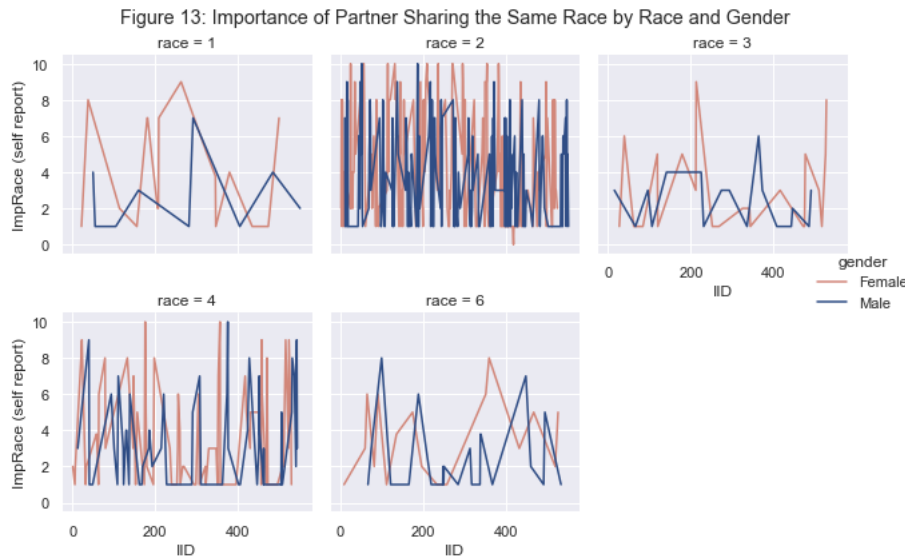 Figure 13: Importance of Partner Sharing the Same Race by Race and Gender
race = 1
race = 2
race = 3
10
8
6
4
2
0
ImpRace (self report)
0 200 400
IID
gender
Female
Male
race = 4
race = 6
10
8
6
4
2
0
ImpRace (self report)
0 200 400
IID
0 200 400
IID